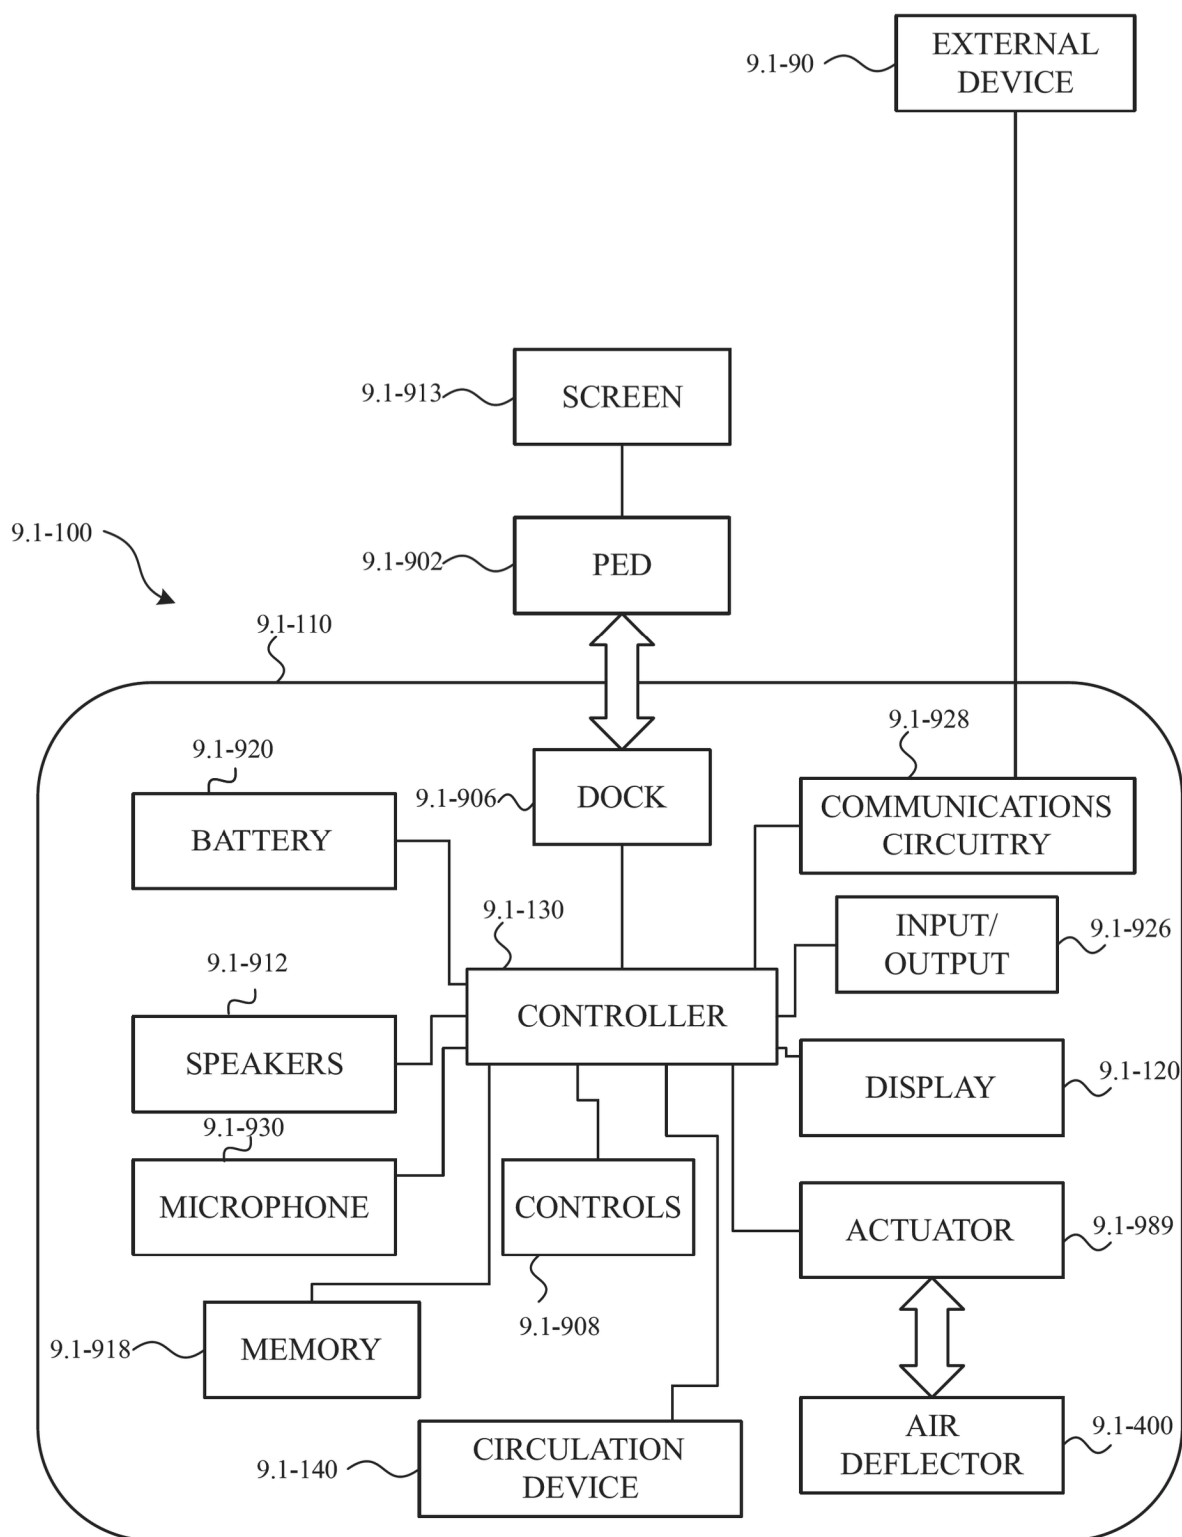 EXTERNAL
DEVICE
9.1-90
SCREEN
9.1-913
9.1-100
PED
9.1-902
9.1-110
9.1-928
9.1-920
DOCK
9.1-906
COMMUNICATIONS
CIRCUITRY
BATTERY
9.1-130
INPUT/
OUTPUT
9.1-926
9.1-912
CONTROLLER
SPEAKERS
DISPLAY
9.1-120
9.1-930
MICROPHONE
CONTROLS
ACTUATOR
9.1-989
9.1-908
9.1-918
MEMORY
AIR
DEFLECTOR
9.1-400
CIRCULATION
DEVICE
9.1-140